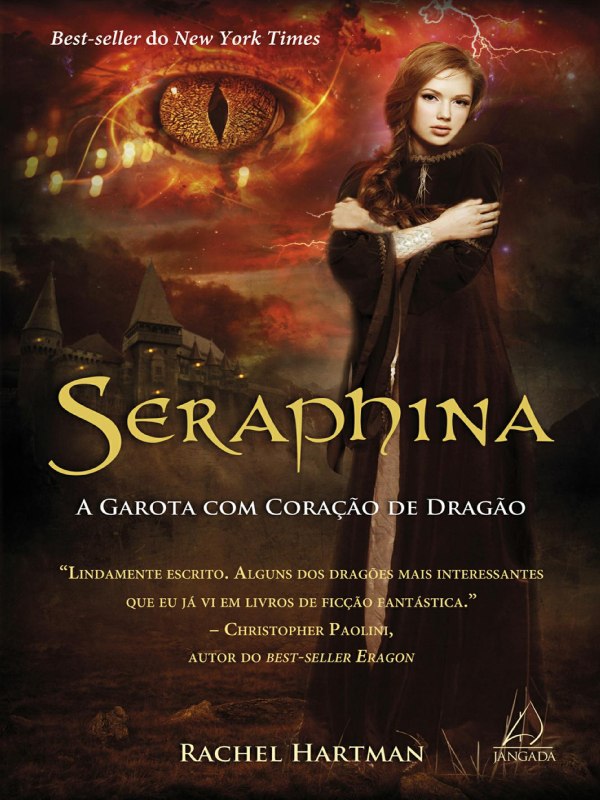 Best-seller do New York Times
SERAPHINA
A GAROTA COM CORAÇÃO DE DRAGÃO
“LINDAMENTE ESCRITO. ALGUNS DOS DRAGÕES MAIS INTERESSANTES
QUE EU JÁ VI EM LIVROS DE FICÇÃO FANTÁSTICA.”
– CHRISTOPHER PAOLINI,
AUTOR DO BEST-SELLER ERAGON
RACHEL HARTMAN
JANGADA